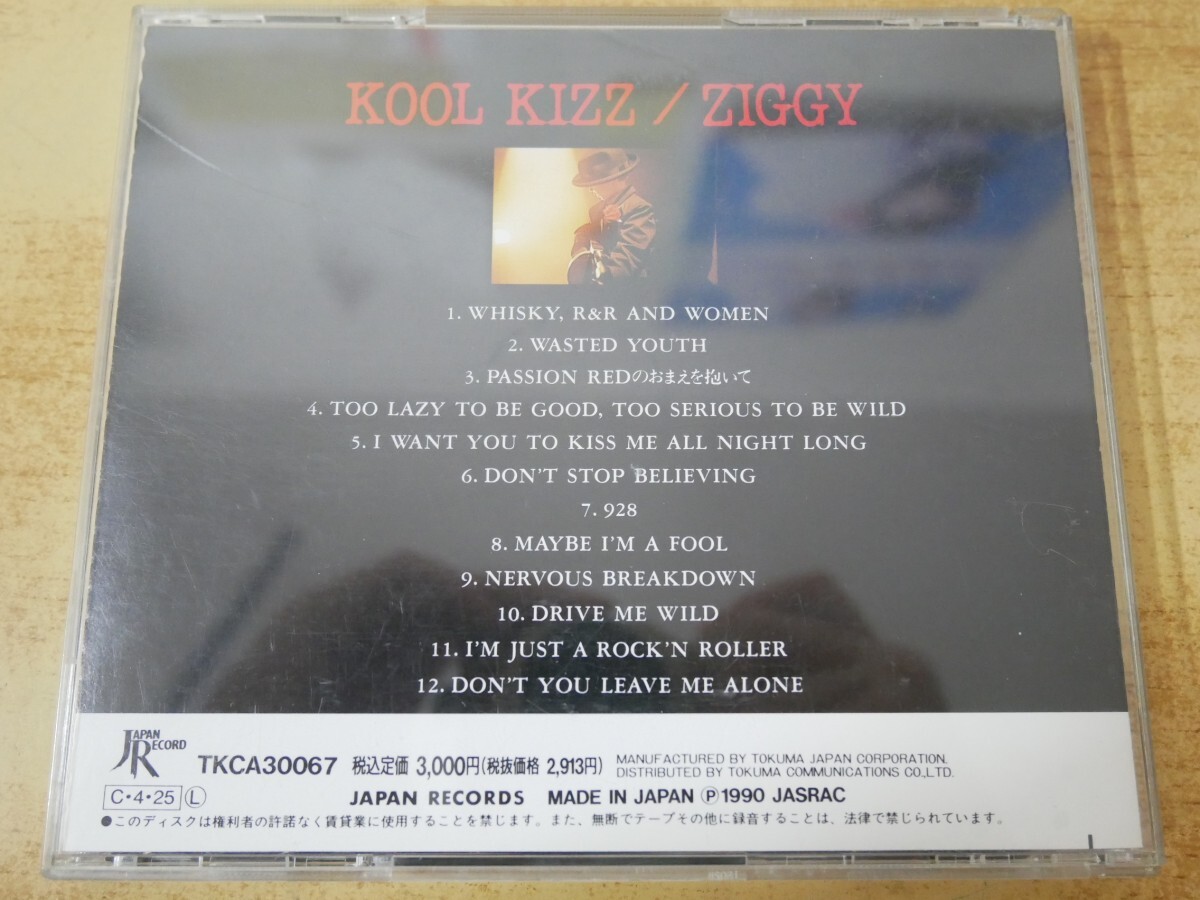 KOOL KIZZ / ZIGGY
1. WHISKY, R&R AND WOMEN
2. WASTED YOUTH
3. PASSION REDのおまえを抱いて
4. TOO LAZY TO BE GOOD, TOO SERIOUS TO BE WILD
5. I WANT YOU TO KISS ME ALL NIGHT LONG
6. DON'T STOP BELIEVING
7. 928
8. MAYBE I'M A FOOL
9. NERVOUS BREAKDOWN
10. DRIVE ME WILD
11. I'M JUST A ROCK'N ROLLER
12. DON'T YOU LEAVE ME ALONE
JAPAN RECORD
TKCA30067 税込定価 3,000円(税抜価格 2,913円)
MANUFACTURED BY TOKUMA JAPAN CORPORATION.
DISTRIBUTED BY TOKUMA COMMUNICATIONS CO.,LTD.
C•4•25 Ⓛ JAPAN RECORDS MADE IN JAPAN Ⓟ1990 JASRAC
●このディスクは権利者の許諾なく賃貸業に使用することを禁じます。また、無断でテープその他に録音することは、法律で禁じられています。